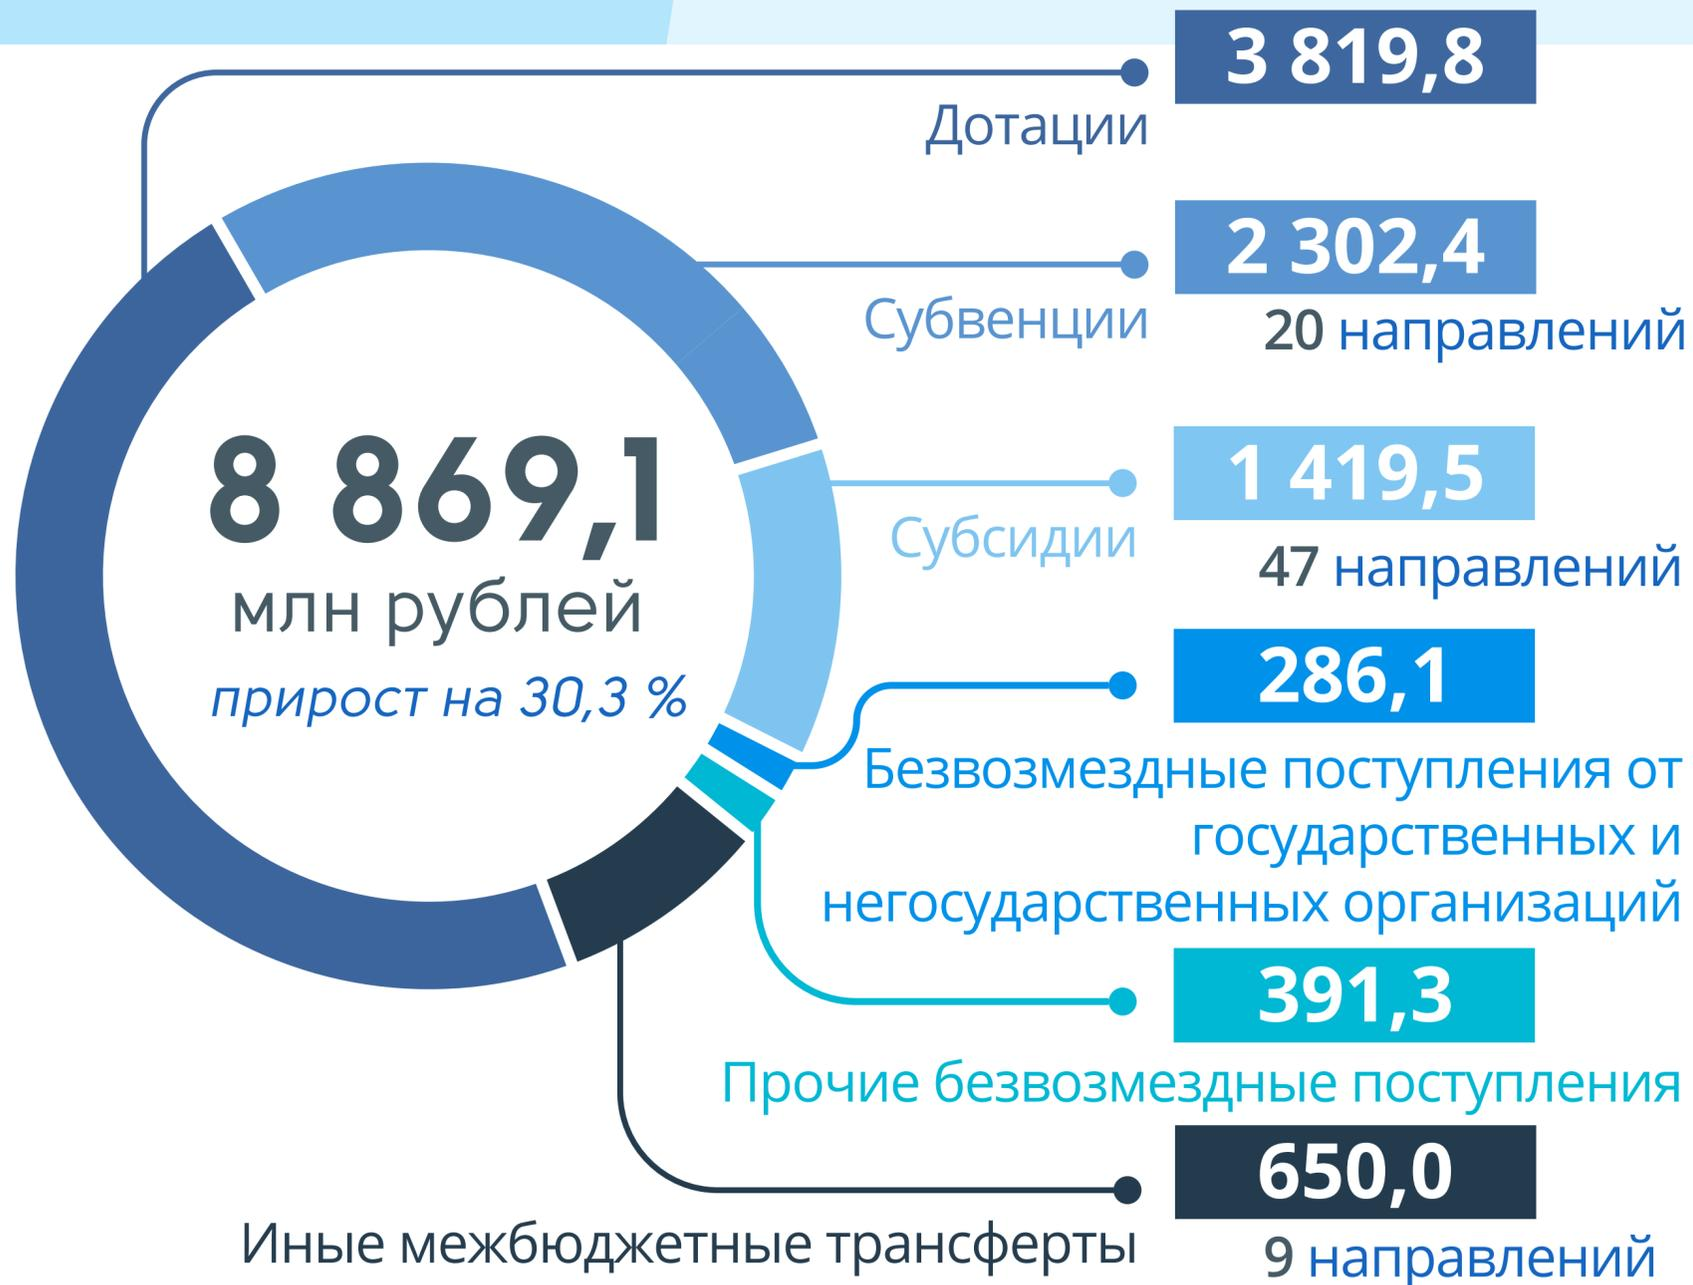 3 819,8
Дотации
2 302,4
Субвенции
20 направлений
8 869,1
млн рублей
прирост на 30,3 %
1 419,5
Субсидии
47 направлений
286,1
Безвозмездные поступления от
государственных и
негосударственных организаций
391,3
Прочие безвозмездные поступления
650,0
Иные межбюджетные трансферты
9 направлений